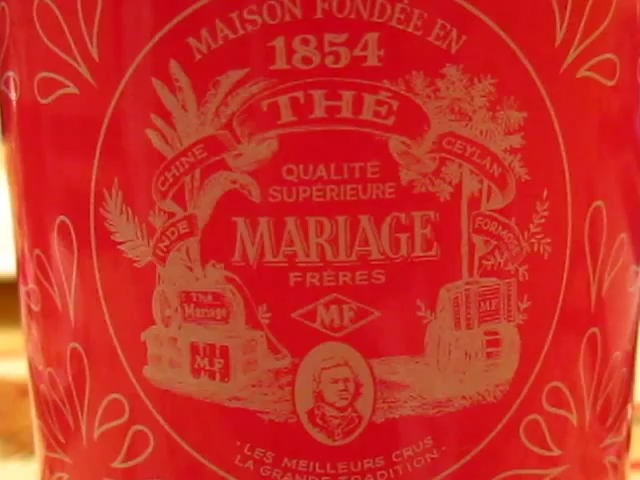 MAISON FONDÉE EN
1854
THÉ
CHINE
CEYLAN
QUALITÉ
SUPÉRIEURE
INDE
FORMOSE
MARIAGE
FRÈRES
Thé
Mariage
MF
MF
M.F.
·LES MEILLEURS CRUS
LA GRANDE TRADITION·